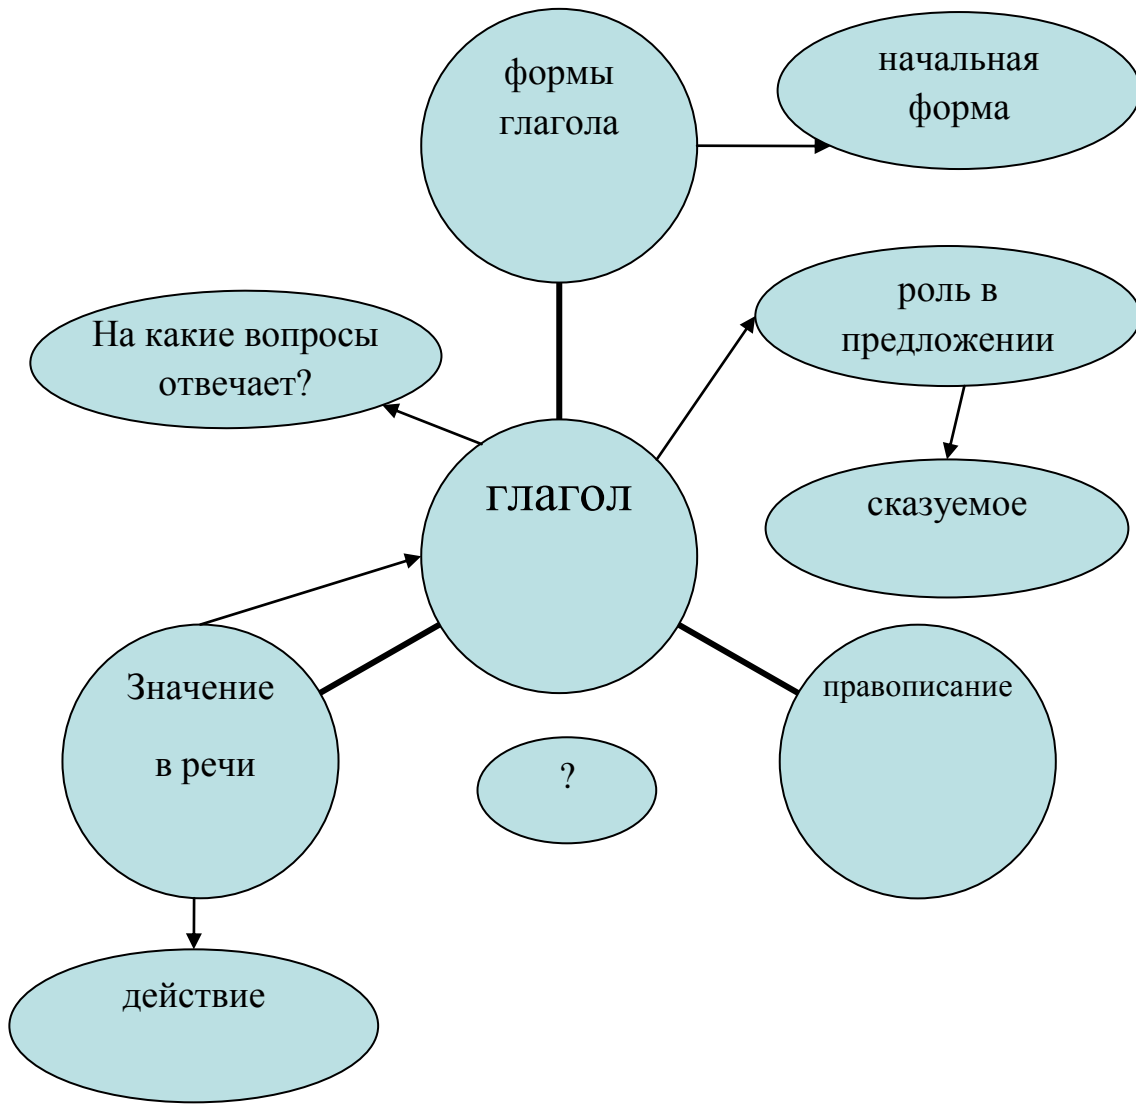 формы
глагола
начальная
форма
роль в
предложении
На какие вопросы
отвечает?
глагол
сказуемое
Значение
в речи
правописание
?
действие